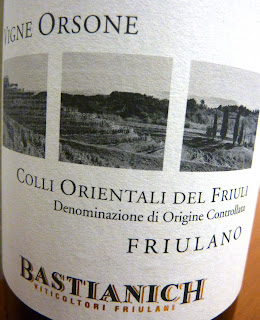 VIGNE ORSONE
COLLI ORIENTALI DEL FRIULI
Denominazione di Origine Controllata
FRIULANO
BASTIANICH
VITICOLTORI FRIULANI